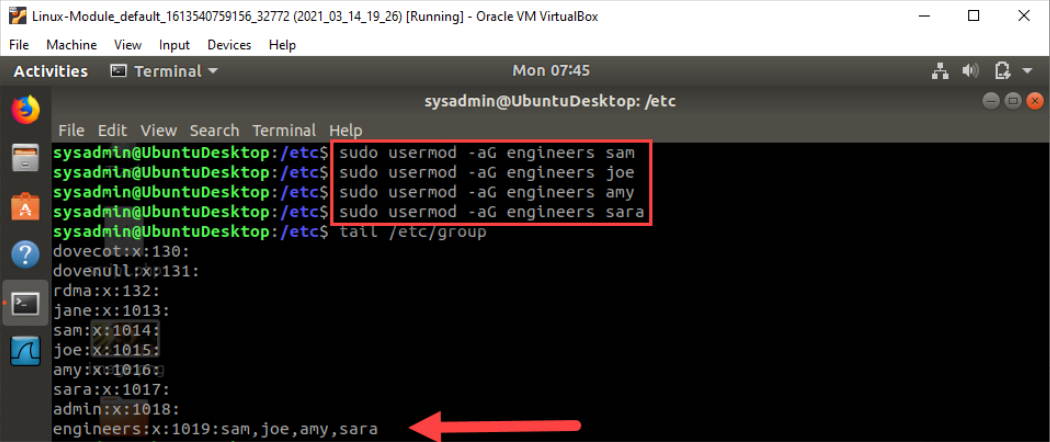 Linux-Module_default_1613540759156_32772 (2021_03_14_19_26) [Running] - Oracle VM VirtualBox
File Machine View Input Devices Help
Activities Terminal Mon 07:45
sysadmin@UbuntuDesktop: /etc
File Edit View Search Terminal Help
sysadmin@UbuntuDesktop:/etc$ sudo usermod -aG engineers sam
sysadmin@UbuntuDesktop:/etc$ sudo usermod -aG engineers joe
sysadmin@UbuntuDesktop:/etc$ sudo usermod -aG engineers amy
sysadmin@UbuntuDesktop:/etc$ sudo usermod -aG engineers sara
sysadmin@UbuntuDesktop:/etc$ tail /etc/group
dovecot:x:130:
dovenull:x:131:
rdma:x:132:
jane:x:1013:
sam:x:1014:
joe:x:1015:
amy:x:1016:
sara:x:1017:
admin:x:1018:
engineers:x:1019:sam,joe,amy,sara